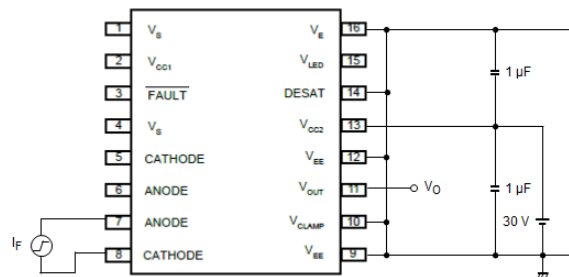 1 V_S V_E 16
2 V_CC1 V_LED 15
3 FAULT DESAT 14
4 V_S V_CC2 13
5 CATHODE V_EE 12
6 ANODE V_OUT 11
7 ANODE V_CLAMP 10
8 CATHODE V_EE 9
I_F
1 µF
V_O
1 µF
30 V